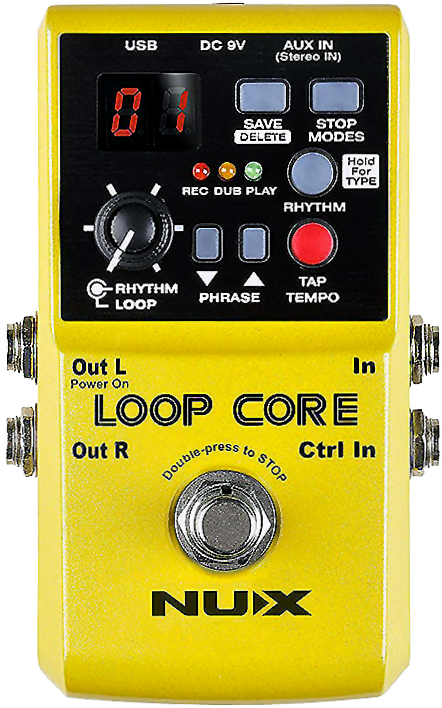 USB DC 9V AUX IN
(Stereo IN)
01
SAVE
DELETE
STOP
MODES
REC DUB PLAY
Hold
For
TYPE
RHYTHM
RHYTHM
LOOP
PHRASE
TAP
TEMPO
Out L
Power On
In
LOOP CORE
Out R
Ctrl In
Double-press to STOP
NUX